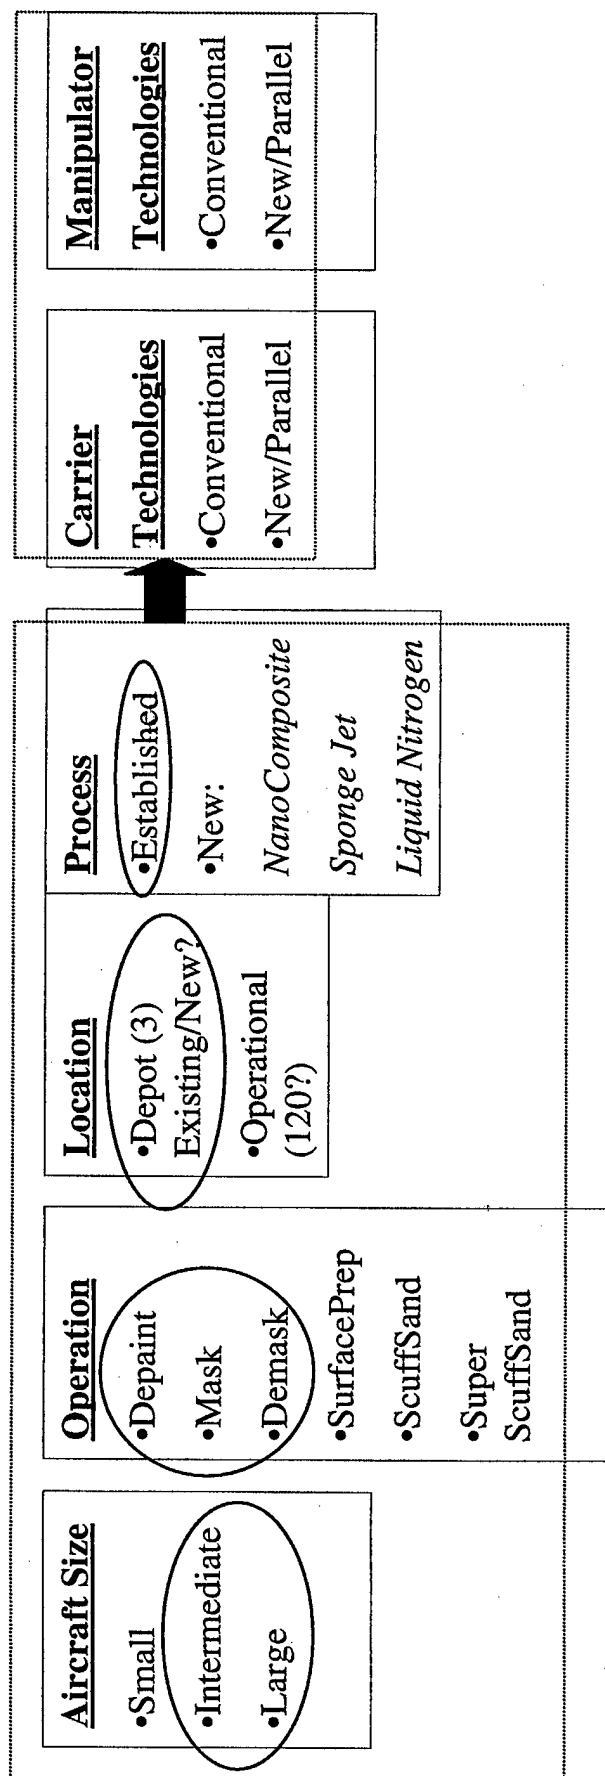 Aircraft Size
•Small
•Intermediate
•Large
Operation
•Depaint
•Mask
•Demask
•SurfacePrep
•ScuffSand
•Super
ScuffSand
Location
•Depot (3)
Existing/New?
•Operational
(120?)
Process
•Established
•New:
NanoComposite
Sponge Jet
Liquid Nitrogen
Carrier
Technologies
•Conventional
•New/Parallel
Manipulator
Technologies
•Conventional
•New/Parallel